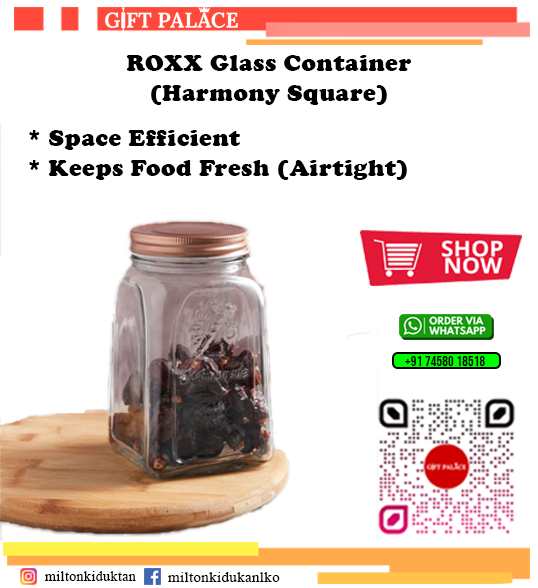 GIFT PALACE
ROXX Glass Container
(Harmony Square)
* Space Efficient
* Keeps Food Fresh (Airtight)
SHOP
NOW
ORDER VIA
WHATSAPP
+91 74580 18518
GIFT PALACE
miltonkiduktan miltonkidukanlko